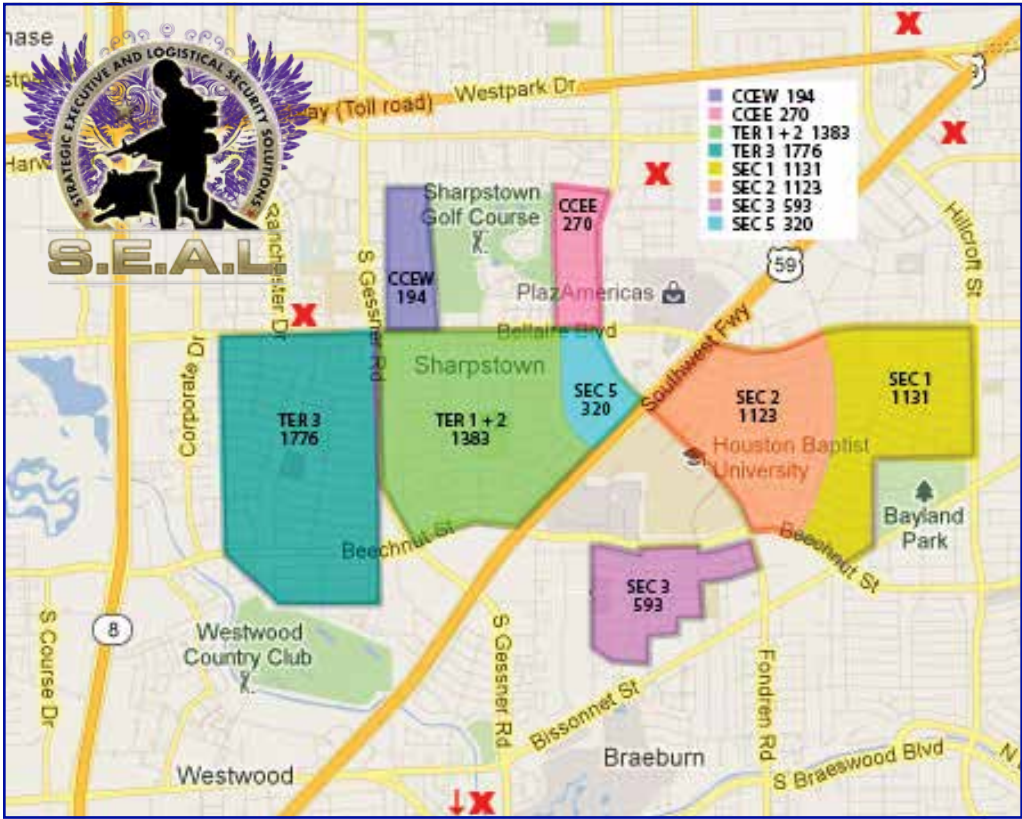 hase
STRATEGIC EXECUTIVE AND LOGISTICAL SECURITY SOLUTIONS
S.E.A.L.
ay (Toll road)
Westpark Dr
Harw
CCEW 194
CCEE 270
TER 1 + 2 1383
TER 3 1776
SEC 1 1131
SEC 2 1123
SEC 3 593
SEC 5 320
X
X
X
X
Sharpstown
Golf Course
CCEE
270
Ranchester Dr
S Gessner Rd
CCEW
194
PlazAmericas
59
Hillcroft St
Bellaire Blvd
Southwest Fwy
Corporate Dr
Sharpstown
TER 3
1776
TER 1 + 2
1383
SEC 5
320
SEC 2
1123
SEC 1
1131
Houston Baptist
University
Bayland
Park
Beechnut St
Beechnut St
SEC 3
593
8
S Course Dr
Westwood
Country Club
S Gessner Rd
Bissonnet St
Fondren Rd
Braeburn
S Braeswood Blvd
N
Westwood
X